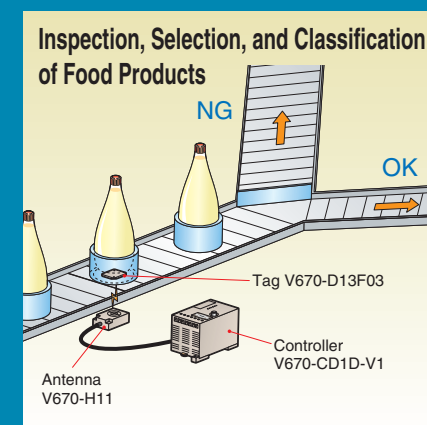 Inspection, Selection, and Classification
of Food Products
NG
OK
Tag V670-D13F03
Controller
V670-CD1D-V1
Antenna
V670-H11